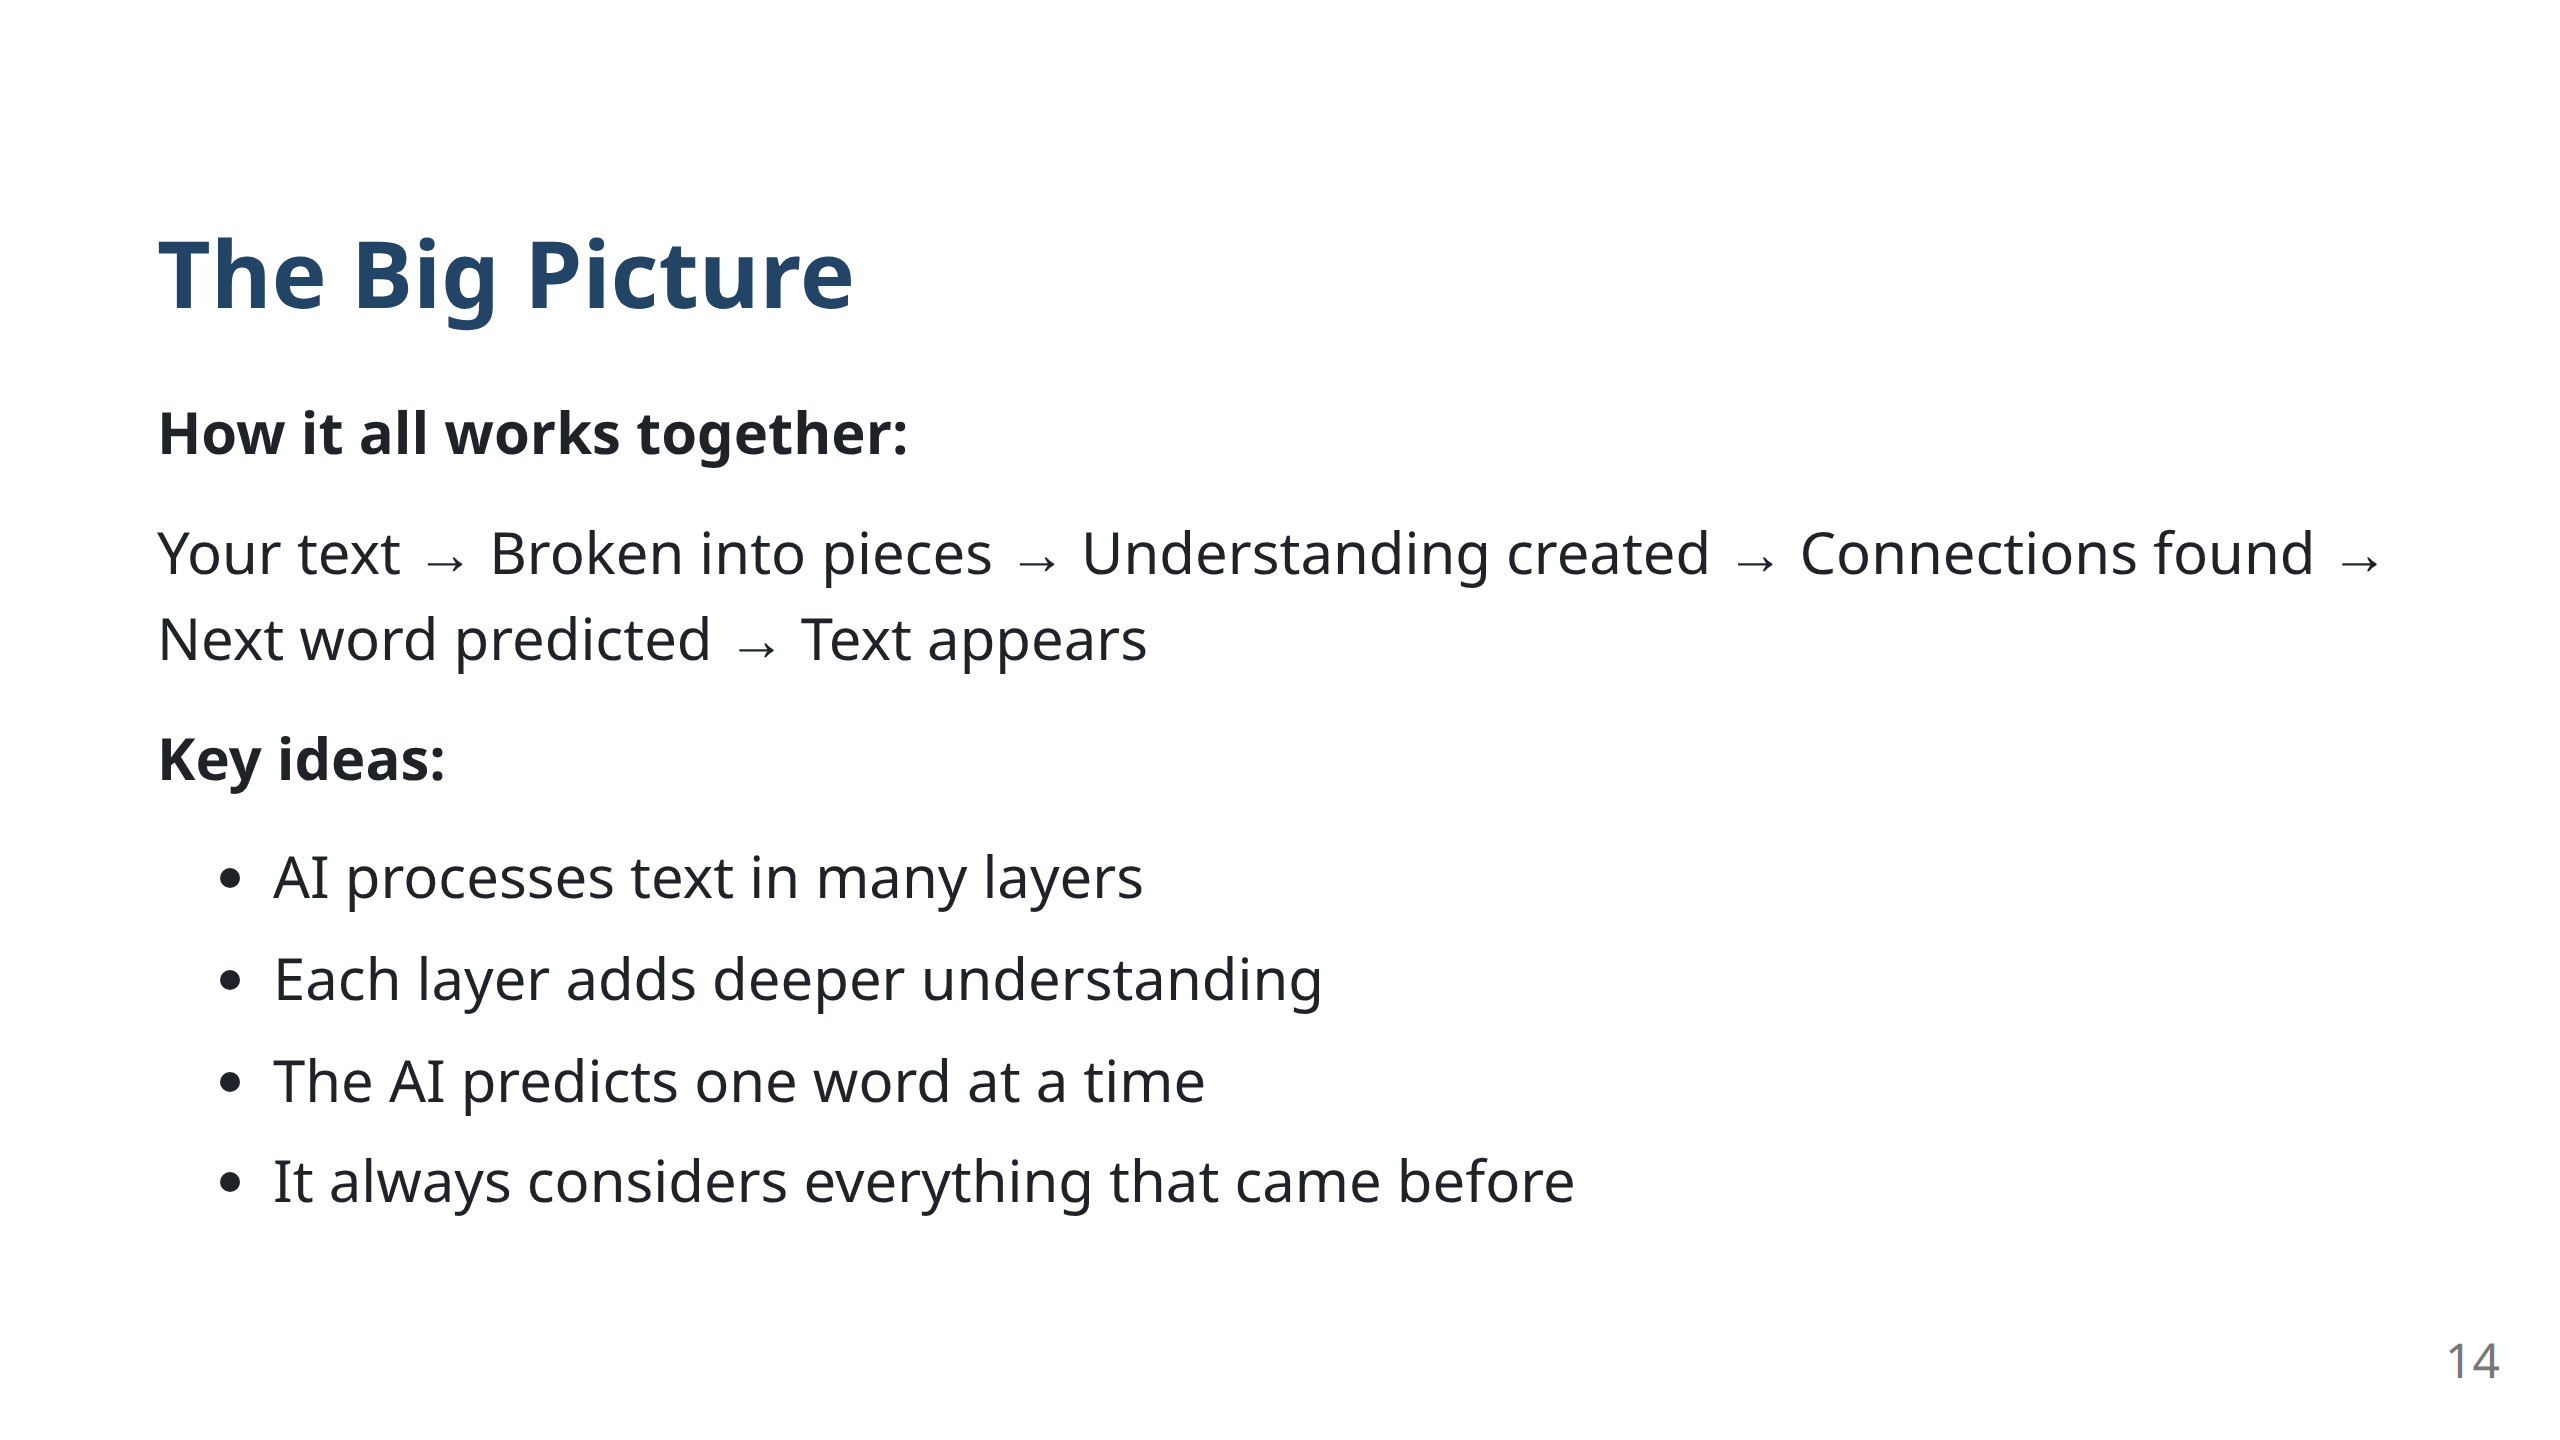 The Big Picture
How it all works together:
Your text → Broken into pieces → Understanding created → Connections found →
Next word predicted → Text appears
Key ideas:
• AI processes text in many layers
• Each layer adds deeper understanding
• The AI predicts one word at a time
• It always considers everything that came before
14